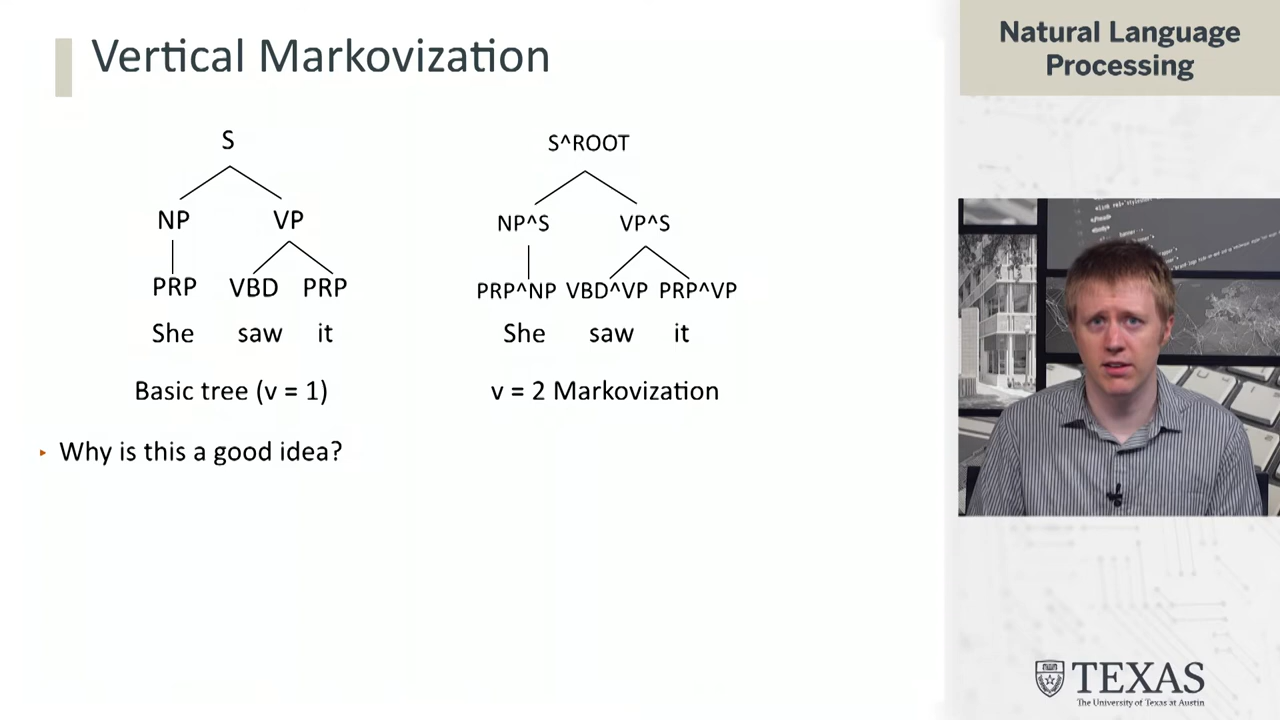 Vertical Markovization
Natural Language
Processing
S
NP VP
PRP VBD PRP
She saw it
Basic tree (v = 1)
S^ROOT
NP^S VP^S
PRP^NP VBD^VP PRP^VP
She saw it
v = 2 Markovization
▸ Why is this a good idea?
TEXAS
The University of Texas at Austin